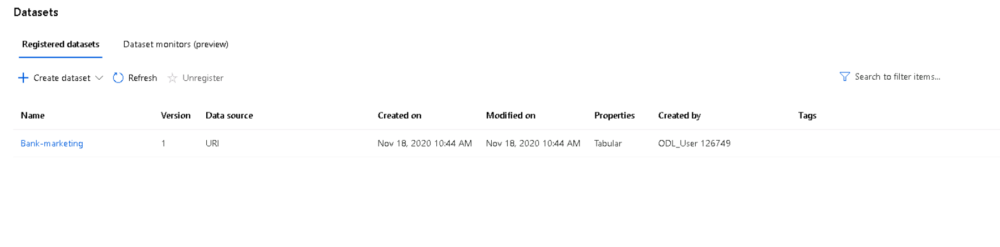 Datasets
Registered datasets Dataset monitors (preview)
Create dataset Refresh Unregister Search to filter items...
Name Version Data source Created on Modified on Properties Created by Tags
Bank-marketing 1 URI Nov 18, 2020 10:44 AM Nov 18, 2020 10:44 AM Tabular ODL_User 126749